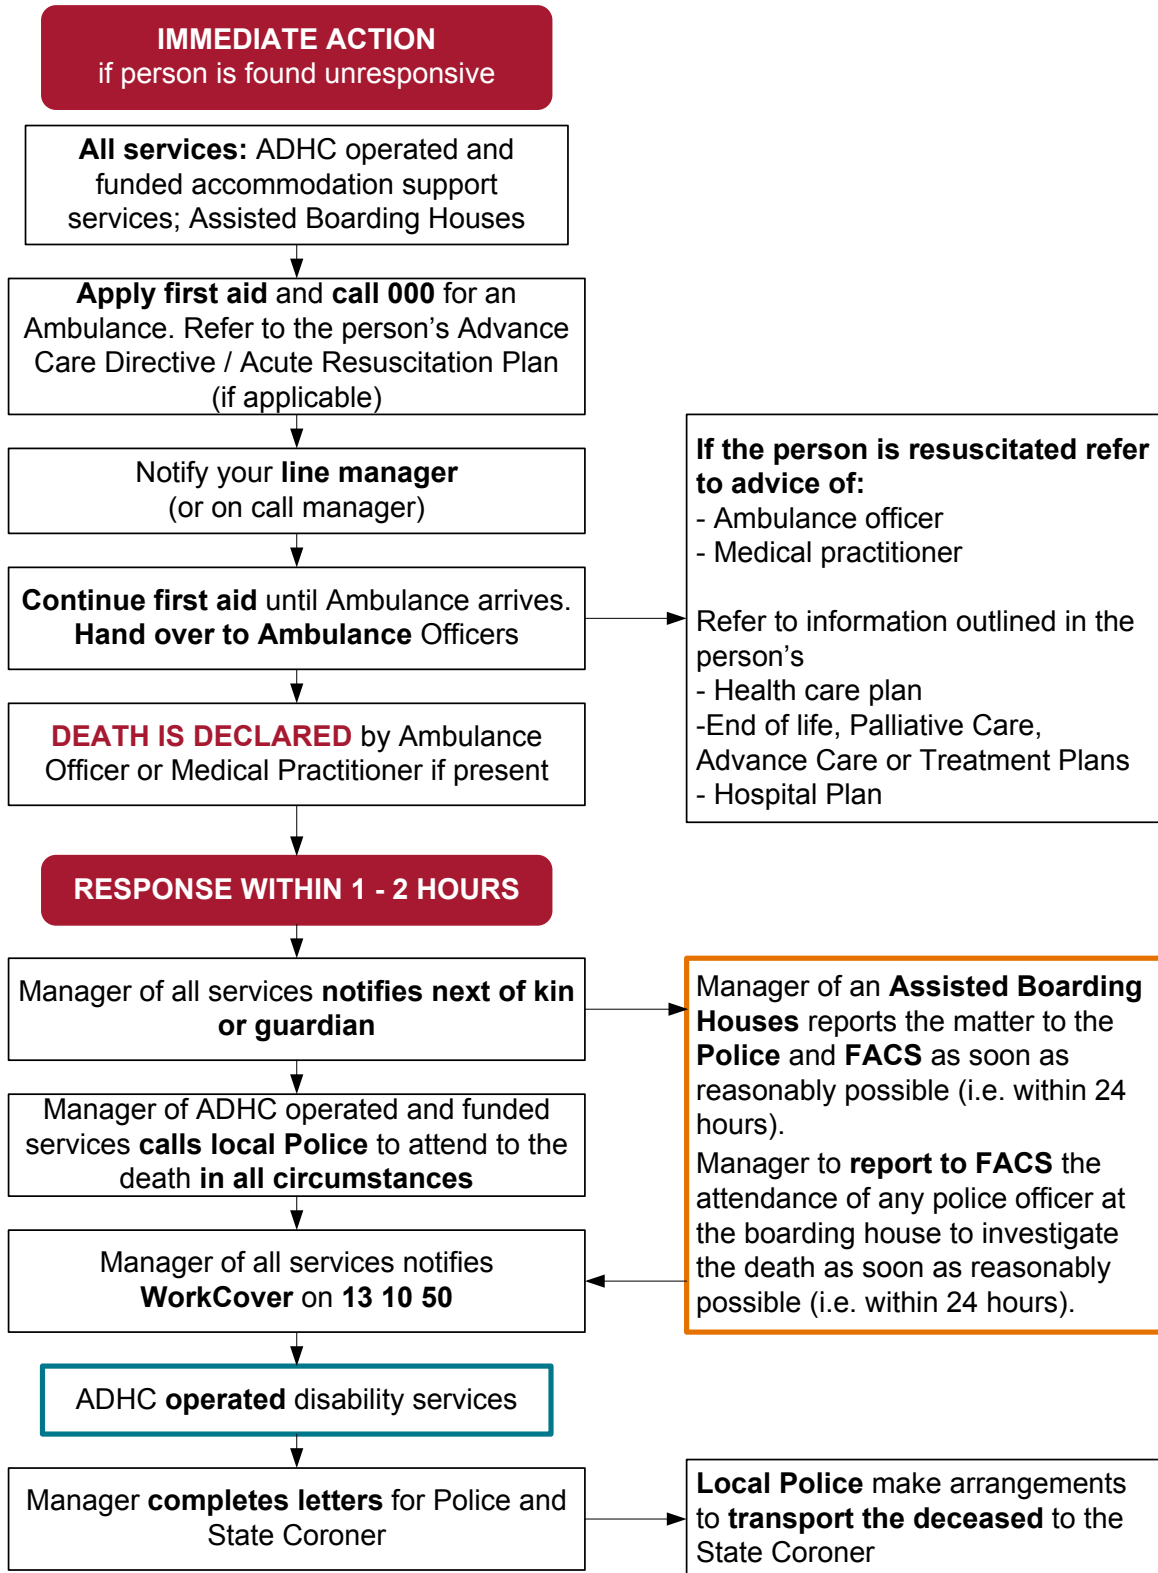 IMMEDIATE ACTION
if person is found unresponsive
All services: ADHC operated and
funded accommodation support
services; Assisted Boarding Houses
Apply first aid and call 000 for an
Ambulance. Refer to the person's Advance
Care Directive / Acute Resuscitation Plan
(if applicable)
Notify your line manager
(or on call manager)
Continue first aid until Ambulance arrives.
Hand over to Ambulance Officers
If the person is resuscitated refer
to advice of:
- Ambulance officer
- Medical practitioner
Refer to information outlined in the
person's
- Health care plan
-End of life, Palliative Care,
Advance Care or Treatment Plans
- Hospital Plan
DEATH IS DECLARED by Ambulance
Officer or Medical Practitioner if present
RESPONSE WITHIN 1 - 2 HOURS
Manager of all services notifies next of kin
or guardian
Manager of an Assisted Boarding
Houses reports the matter to the
Police and FACS as soon as
reasonably possible (i.e. within 24
hours).
Manager to report to FACS the
attendance of any police officer at
the boarding house to investigate
the death as soon as reasonably
possible (i.e. within 24 hours).
Manager of ADHC operated and funded
services calls local Police to attend to the
death in all circumstances
Manager of all services notifies
WorkCover on 13 10 50
ADHC operated disability services
Manager completes letters for Police and
State Coroner
Local Police make arrangements
to transport the deceased to the
State Coroner